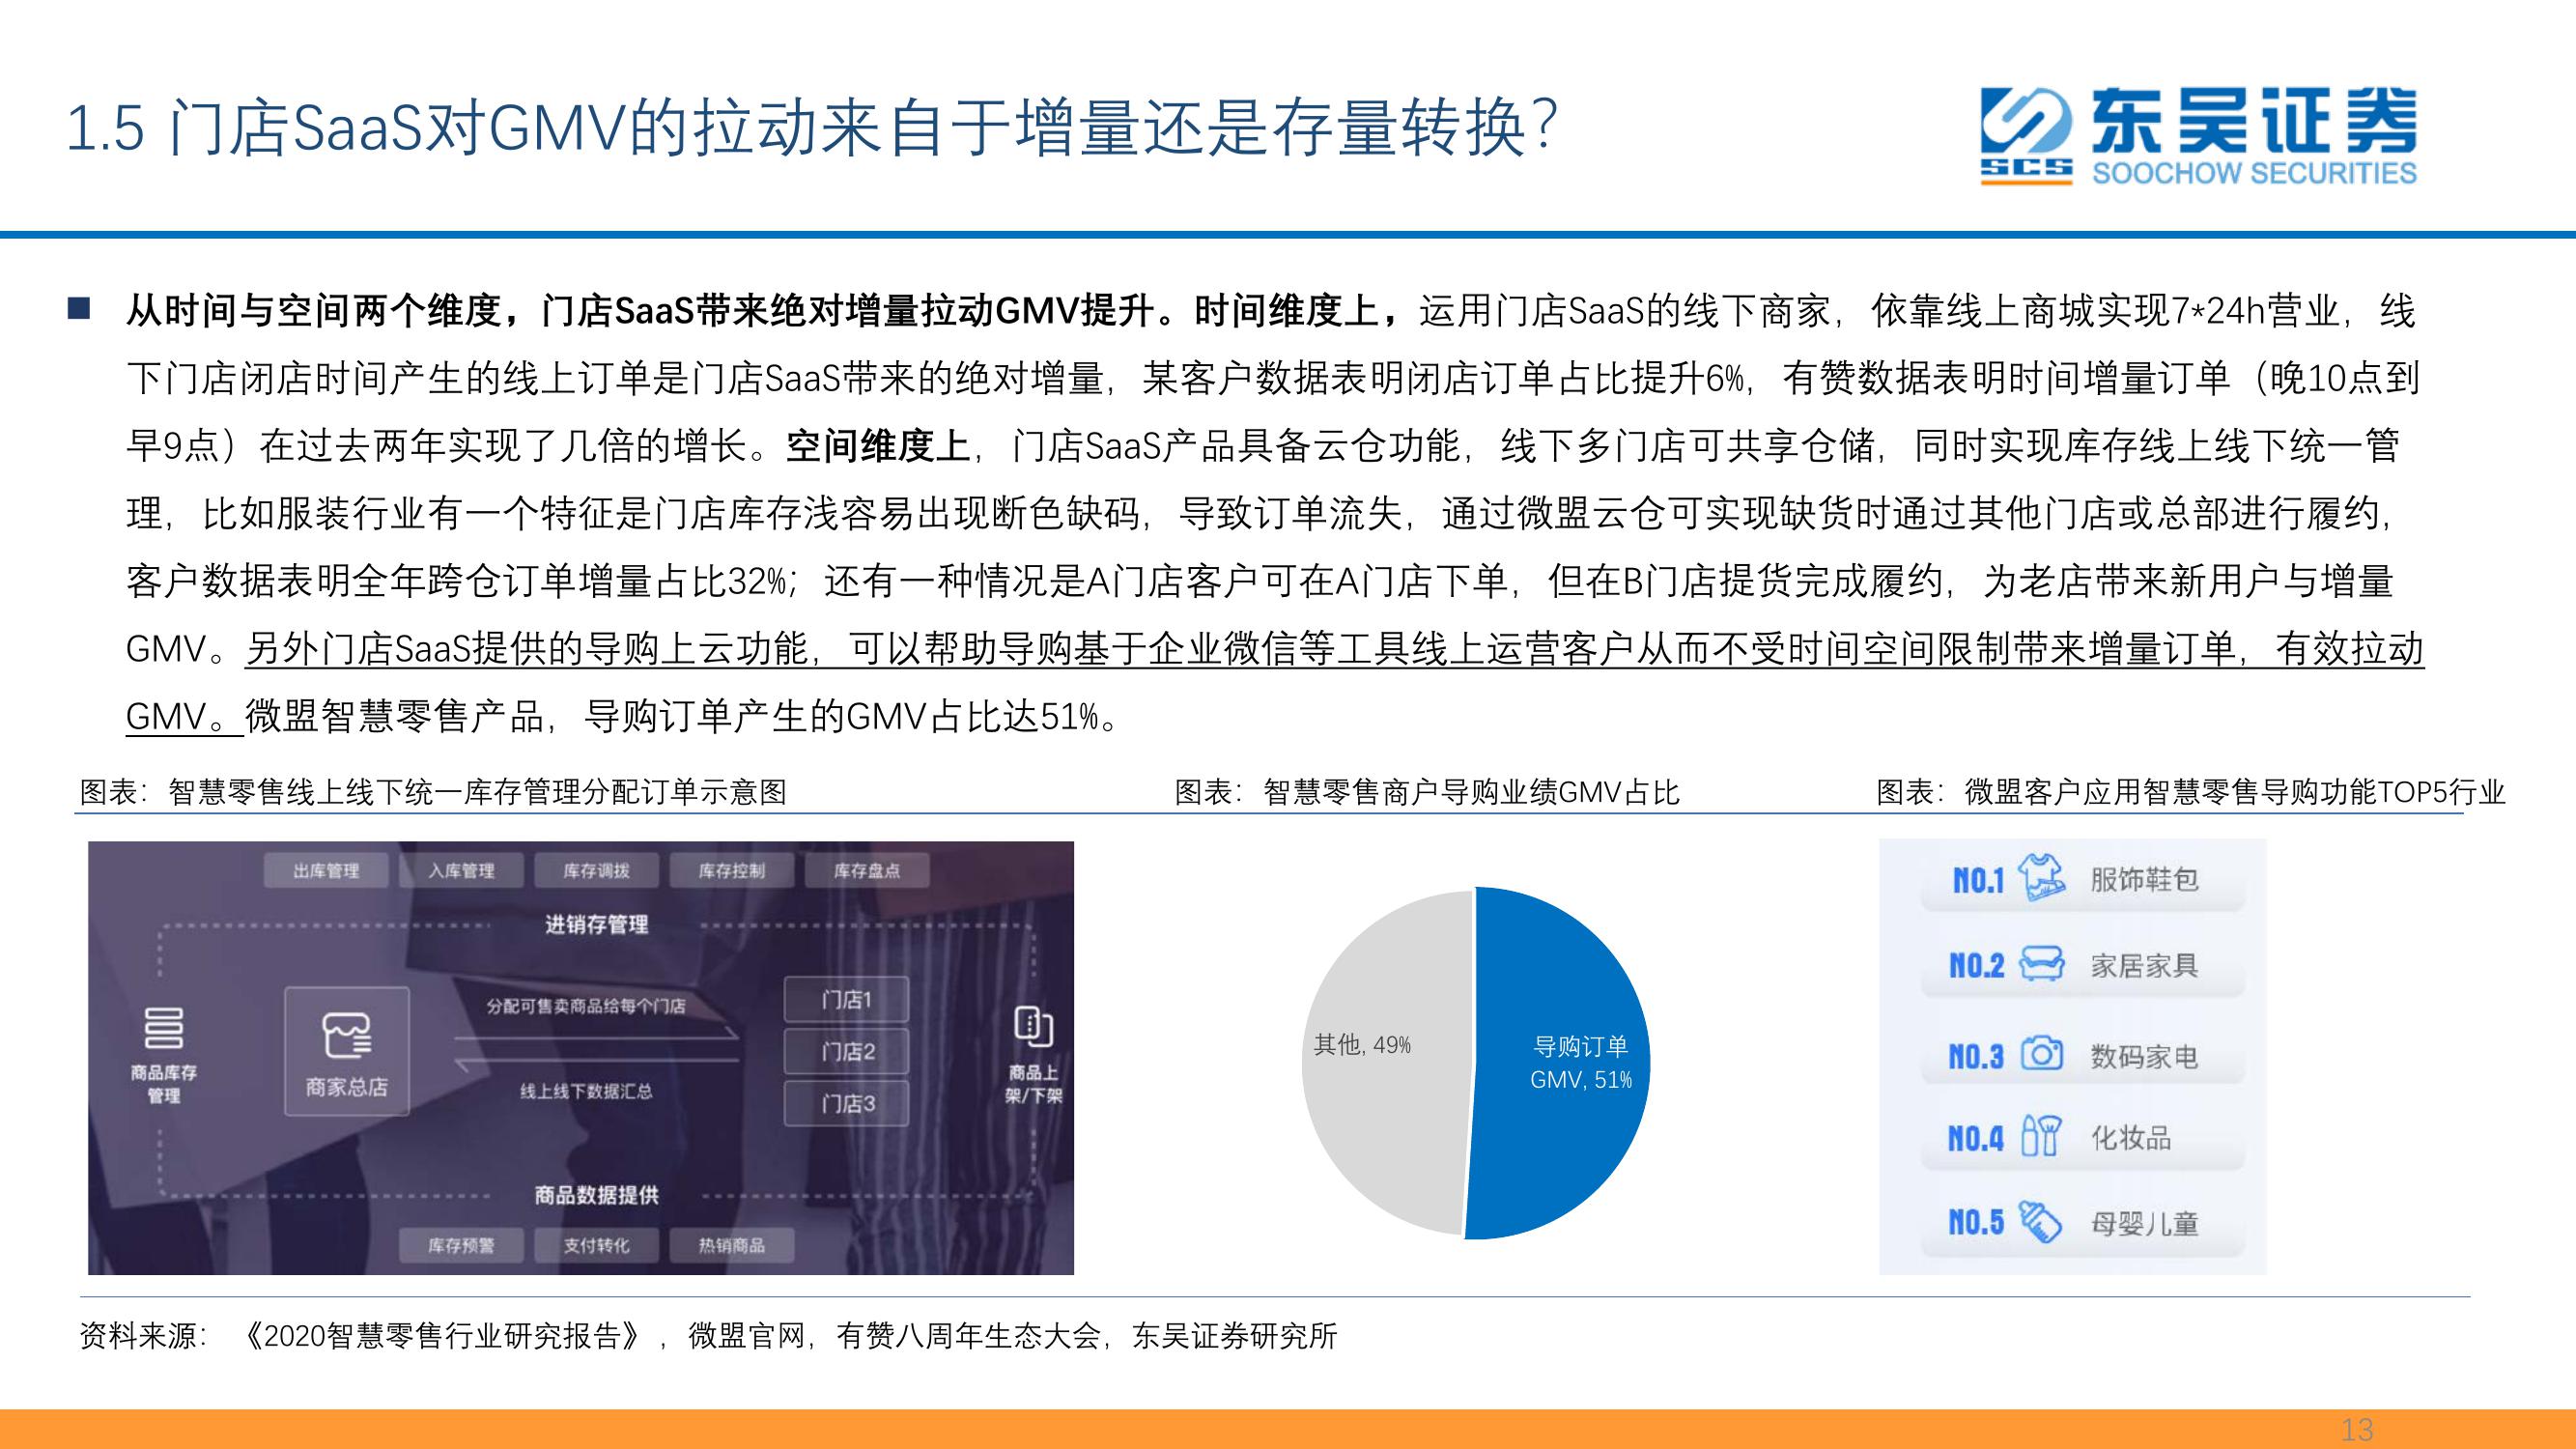 1.5 门店SaaS对GMV的拉动来自于增量还是存量转换？
SCS
东吴证券
SOOCHOW SECURITIES
从时间与空间两个维度，门店SaaS带来绝对增量拉动GMV提升。时间维度上，运用门店SaaS的线下商家，依靠线上商城实现7*24h营业，线
下门店闭店时间产生的线上订单是门店SaaS带来的绝对增量，某客户数据表明闭店订单占比提升6%，有赞数据表明时间增量订单（晚10点到
早9点）在过去两年实现了几倍的增长。空间维度上，门店SaaS产品具备云仓功能，线下多门店可共享仓储，同时实现库存线上线下统一管
理，比如服装行业有一个特征是门店库存浅容易出现断色缺码，导致订单流失，通过微盟云仓可实现缺货时通过其他门店或总部进行履约，
客户数据表明全年跨仓订单增量占比32%；还有一种情况是A门店客户可在A门店下单，但在B门店提货完成履约，为老店带来新用户与增量
GMV。另外门店SaaS提供的导购上云功能，可以帮助导购基于企业微信等工具线上运营客户从而不受时间空间限制带来增量订单，有效拉动
GMV。微盟智慧零售产品，导购订单产生的GMV占比达51%。
图表：智慧零售线上线下统一库存管理分配订单示意图
出库管理 入库管理 库存调拨 库存控制 库存盘点
进销存管理
商品库存
管理
商家总店
分配可售卖商品给每个门店
线上线下数据汇总
门店1
门店2
门店3
商品上
架/下架
商品数据提供
库存预警 支付转化 热销商品
图表：智慧零售商户导购业绩GMV占比
其他, 49%
导购订单
GMV, 51%
图表：微盟客户应用智慧零售导购功能TOP5行业
NO.1 服饰鞋包
NO.2 家居家具
NO.3 数码家电
NO.4 化妆品
NO.5 母婴儿童
资料来源：《2020智慧零售行业研究报告》，微盟官网，有赞八周年生态大会，东吴证券研究所
13